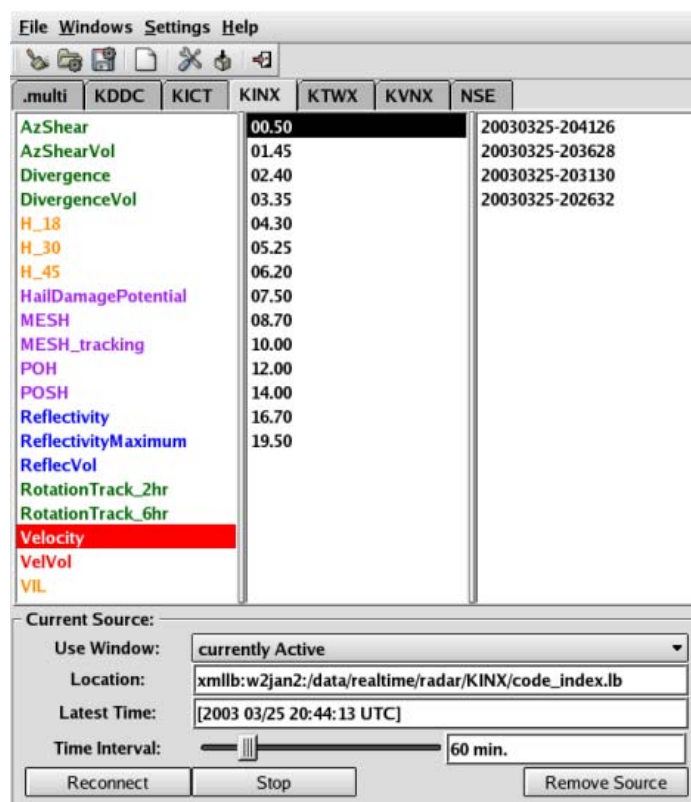 File Windows Settings Help
.multi KDDC KICT KINX KTWX KVNX NSE
AzShear 00.50 20030325-204126
AzShearVol 01.45 20030325-203628
Divergence 02.40 20030325-203130
DivergenceVol 03.35 20030325-202632
H_18 04.30
H_30 05.25
H_45 06.20
HailDamagePotential 07.50
MESH 08.70
MESH_tracking 10.00
POH 12.00
POSH 14.00
Reflectivity 16.70
ReflectivityMaximum 19.50
ReflecVol
RotationTrack_2hr
RotationTrack_6hr
Velocity
VelVol
VIL
Current Source:
Use Window: currently Active
Location: xmllb:w2jan2:/data/realtime/radar/KINX/code_index.lb
Latest Time: [2003 03/25 20:44:13 UTC]
Time Interval: 60 min.
Reconnect Stop Remove Source